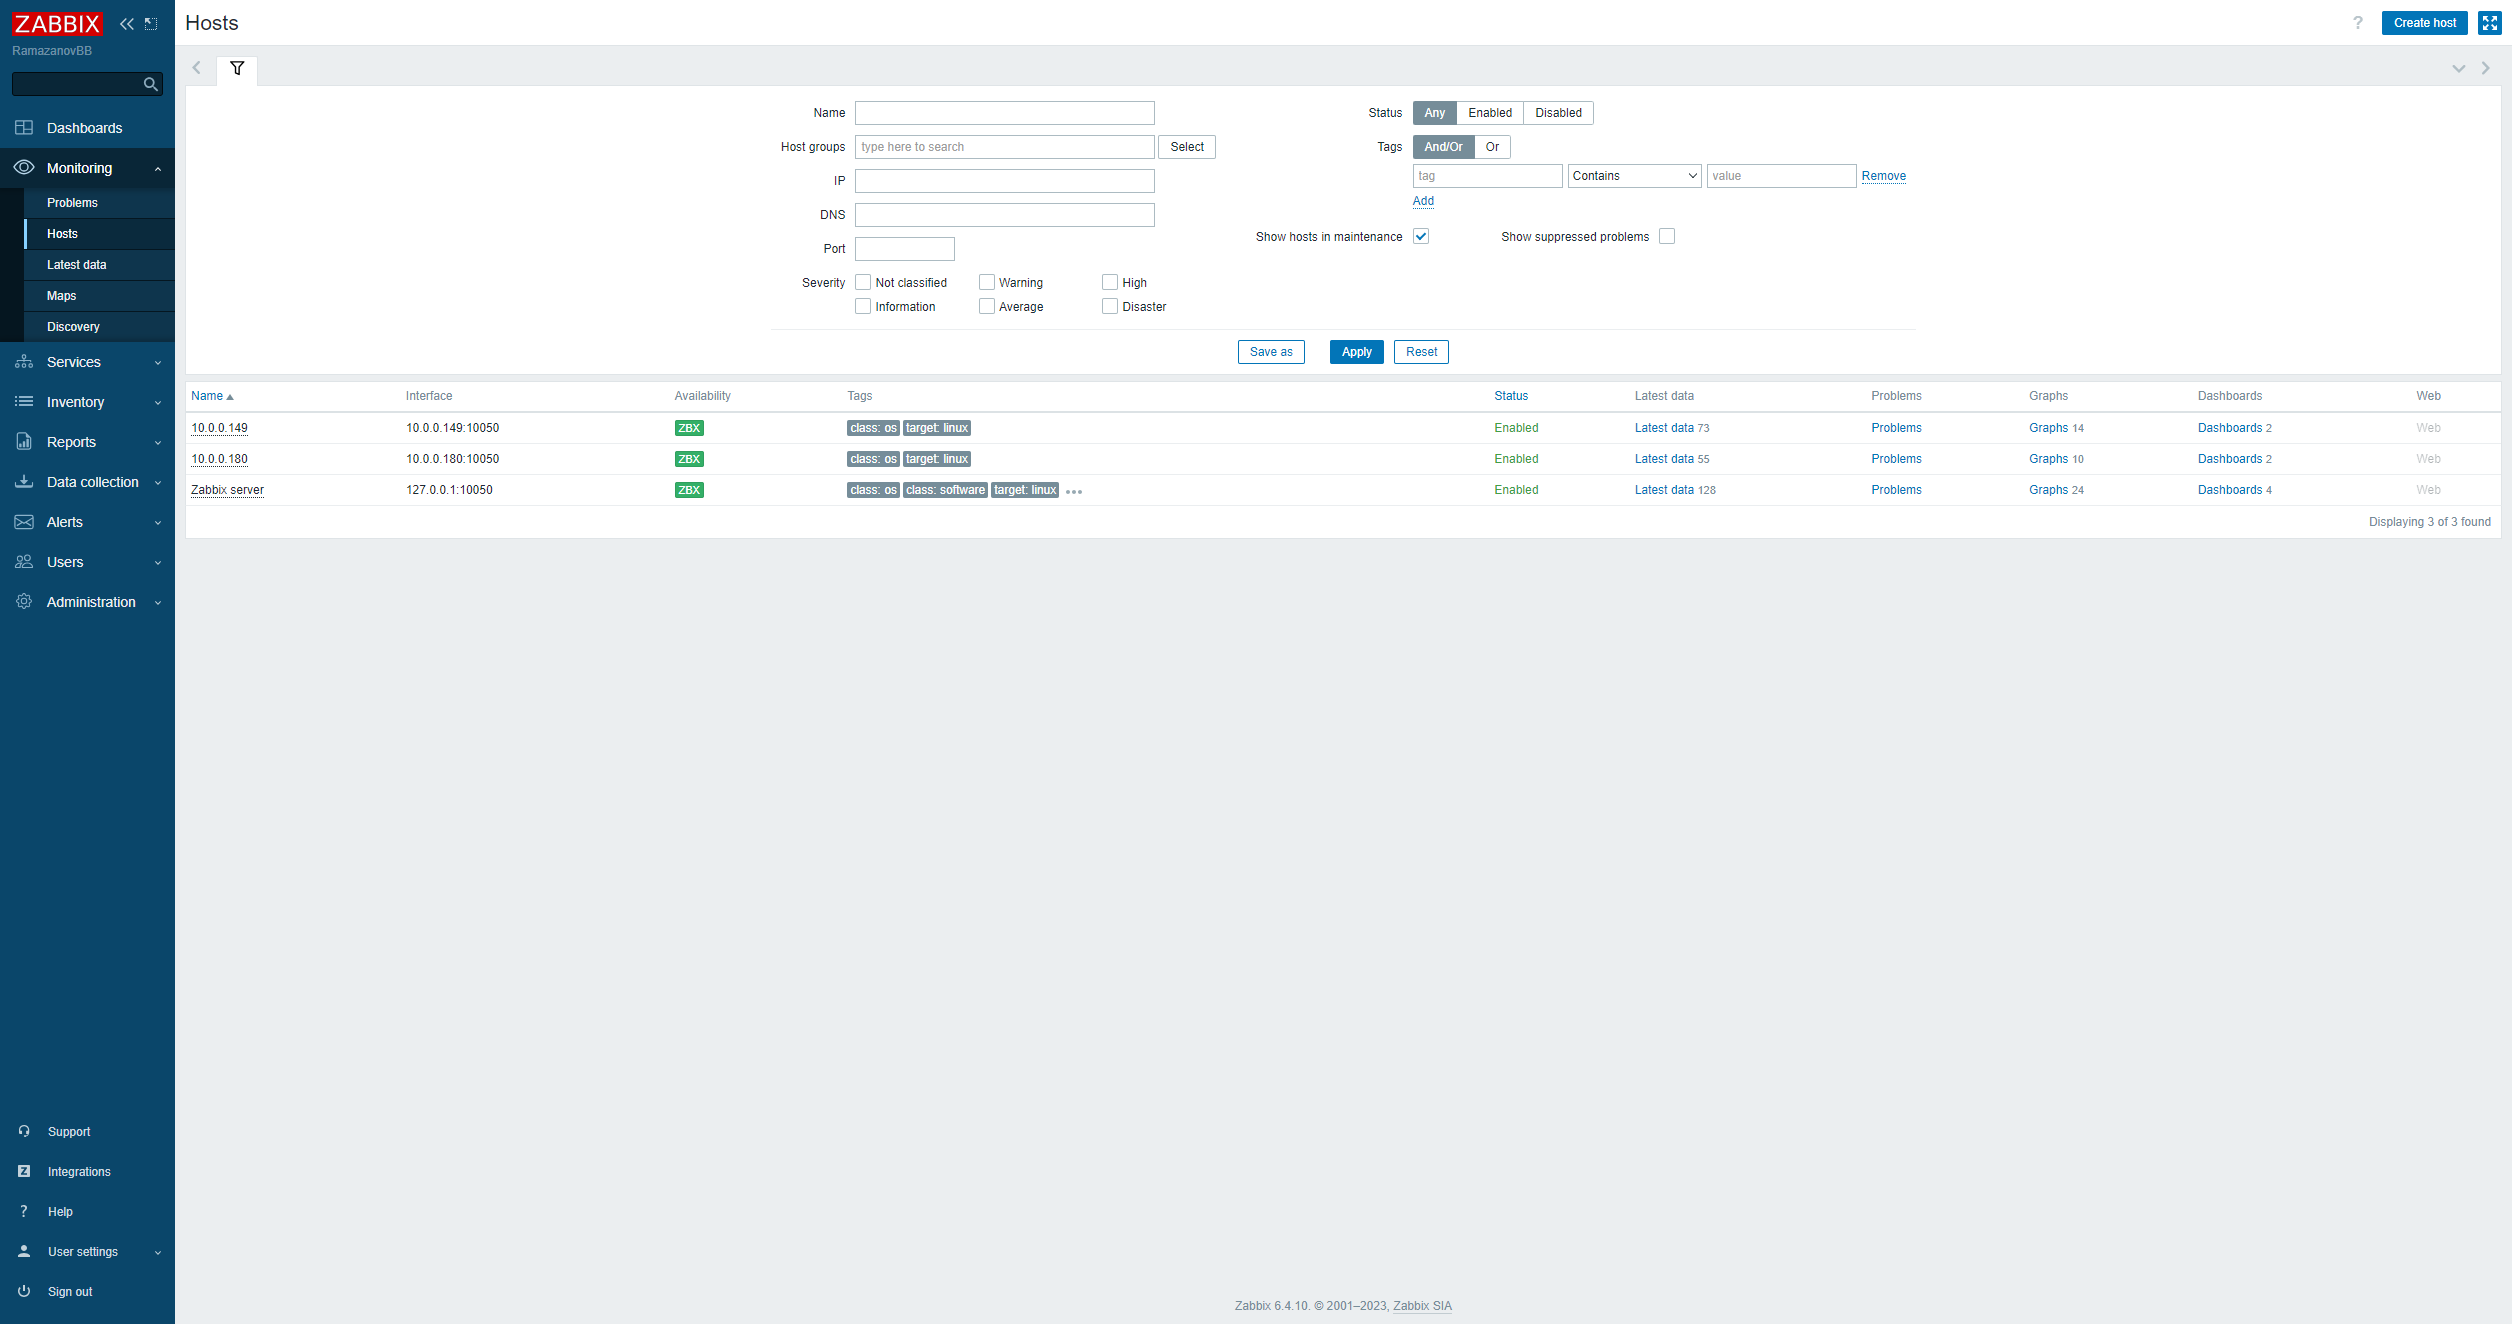 ZABBIX
RamazanovBB
Dashboards
Monitoring
Problems
Hosts
Latest data
Maps
Discovery
Services
Inventory
Reports
Data collection
Alerts
Users
Administration
Support
Z Integrations
? Help
User settings
Sign out
Hosts
? Create host
Name
Host groups type here to search Select
IP
DNS
Port
Severity Not classified Warning High
Information Average Disaster
Status Any Enabled Disabled
Tags And/Or Or
tag Contains value Remove
Add
Show hosts in maintenance Show suppressed problems
Save as Apply Reset
Name Interface Availability Tags Status Latest data Problems Graphs Dashboards Web
10.0.0.149 10.0.0.149:10050 ZBX class: os target: linux Enabled Latest data 73 Problems Graphs 14 Dashboards 2 Web
10.0.0.180 10.0.0.180:10050 ZBX class: os target: linux Enabled Latest data 55 Problems Graphs 10 Dashboards 2 Web
Zabbix server 127.0.0.1:10050 ZBX class: os class: software target: linux ... Enabled Latest data 128 Problems Graphs 24 Dashboards 4 Web
Displaying 3 of 3 found
Zabbix 6.4.10. © 2001–2023, Zabbix SIA